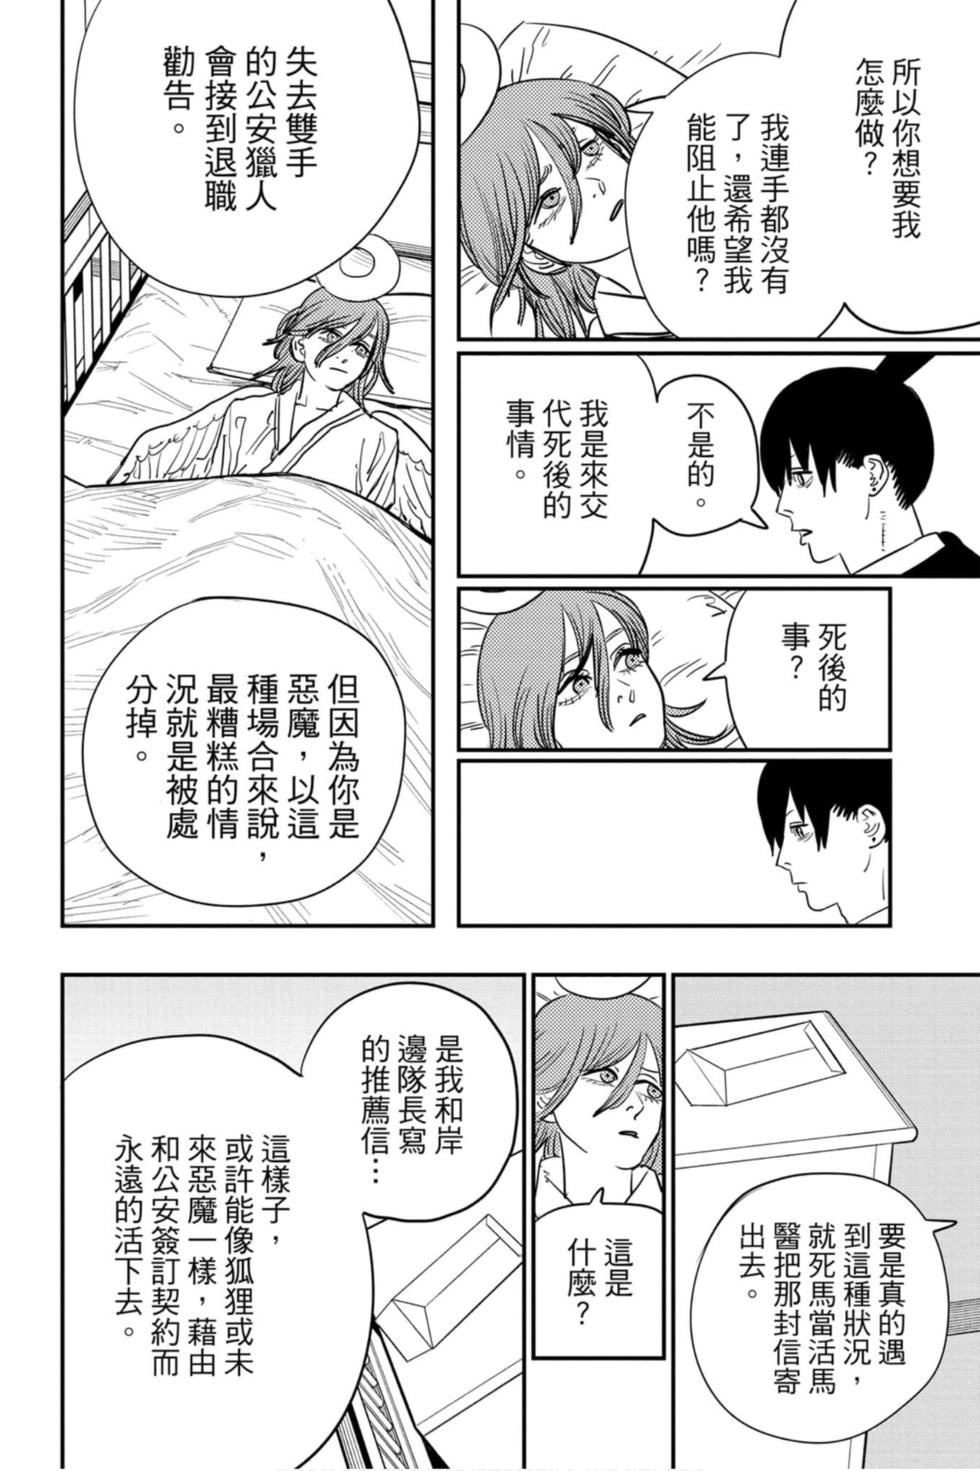 所以你想要我
怎麼做？
我連手都沒有
了，還希望我
能阻止他嗎？
不是的。
我是來交
代死後的
事情。
死後的
事？
失去雙手
的公安獵人
會接到退職
勸告。
但因為你是
惡魔，以這
種場合來說，
最糟糕的情
況就是被處
分掉。
要是真的遇
到這種狀況，
就死馬當活馬
醫把那封信寄
出去。
這是
什麼？
是我和岸
邊隊長寫
的推薦信…
這樣子，
或許能像狐狸或未
來惡魔一樣，藉由
和公安簽訂契約而
永遠的活下去。